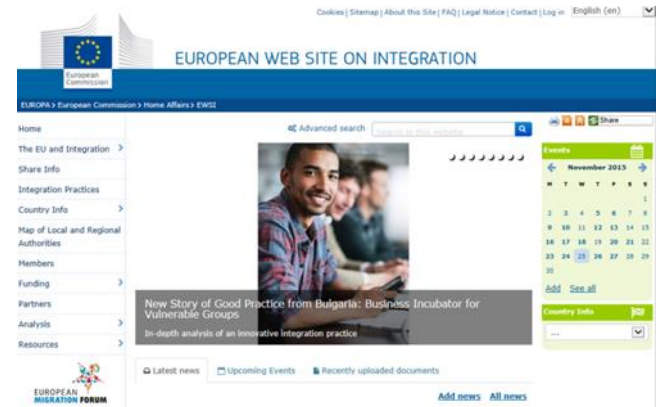 Cookies | Sitemap | About this Site | FAQ | Legal Notice | Contact | Log in English (en)
European
Commission
EUROPEAN WEB SITE ON INTEGRATION
EUROPA > European Commission > Home Affairs > EWSI
Home
The EU and Integration
Share Info
Integration Practices
Country Info
Map of Local and Regional
Authorities
Members
Funding
Partners
Analysis
Resources
EUROPEAN
MIGRATION FORUM
Advanced search
Search in this website
New Story of Good Practice from Bulgaria: Business Incubator for
Vulnerable Groups
In-depth analysis of an innovative integration practice
Latest news Upcoming Events Recently uploaded documents
Add news All news
Share
Events
November 2015
M T W T F S S
1
2 3 4 5 6 7 8
9 10 11 12 13 14 15
16 17 18 19 20 21 22
23 24 25 26 27 28 29
30
Add See all
Country Info
...